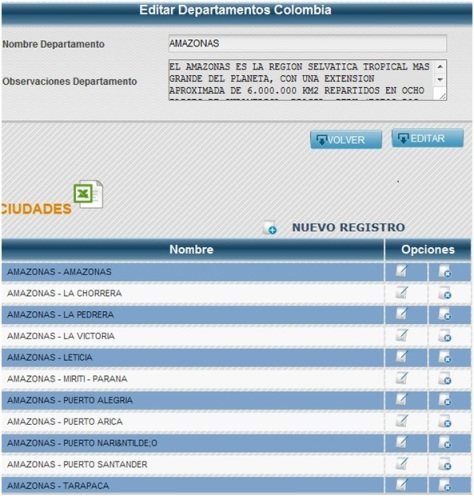 Editar Departamentos Colombia
Nombre Departamento
AMAZONAS
Observaciones Departamento
EL AMAZONAS ES LA REGION SELVATICA TROPICAL MAS
GRANDE DEL PLANETA, CON UNA EXTENSION
APROXIMADA DE 6.000.000 KM2 REPARTIDOS EN OCHO
VOLVER
EDITAR
CIUDADES
NUEVO REGISTRO
Nombre Opciones
AMAZONAS - AMAZONAS
AMAZONAS - LA CHORRERA
AMAZONAS - LA PEDRERA
AMAZONAS - LA VICTORIA
AMAZONAS - LETICIA
AMAZONAS - MIRITI - PARANA
AMAZONAS - PUERTO ALEGRIA
AMAZONAS - PUERTO ARICA
AMAZONAS - PUERTO NARI&NTILDE;O
AMAZONAS - PUERTO SANTANDER
AMAZONAS - TARAPACA